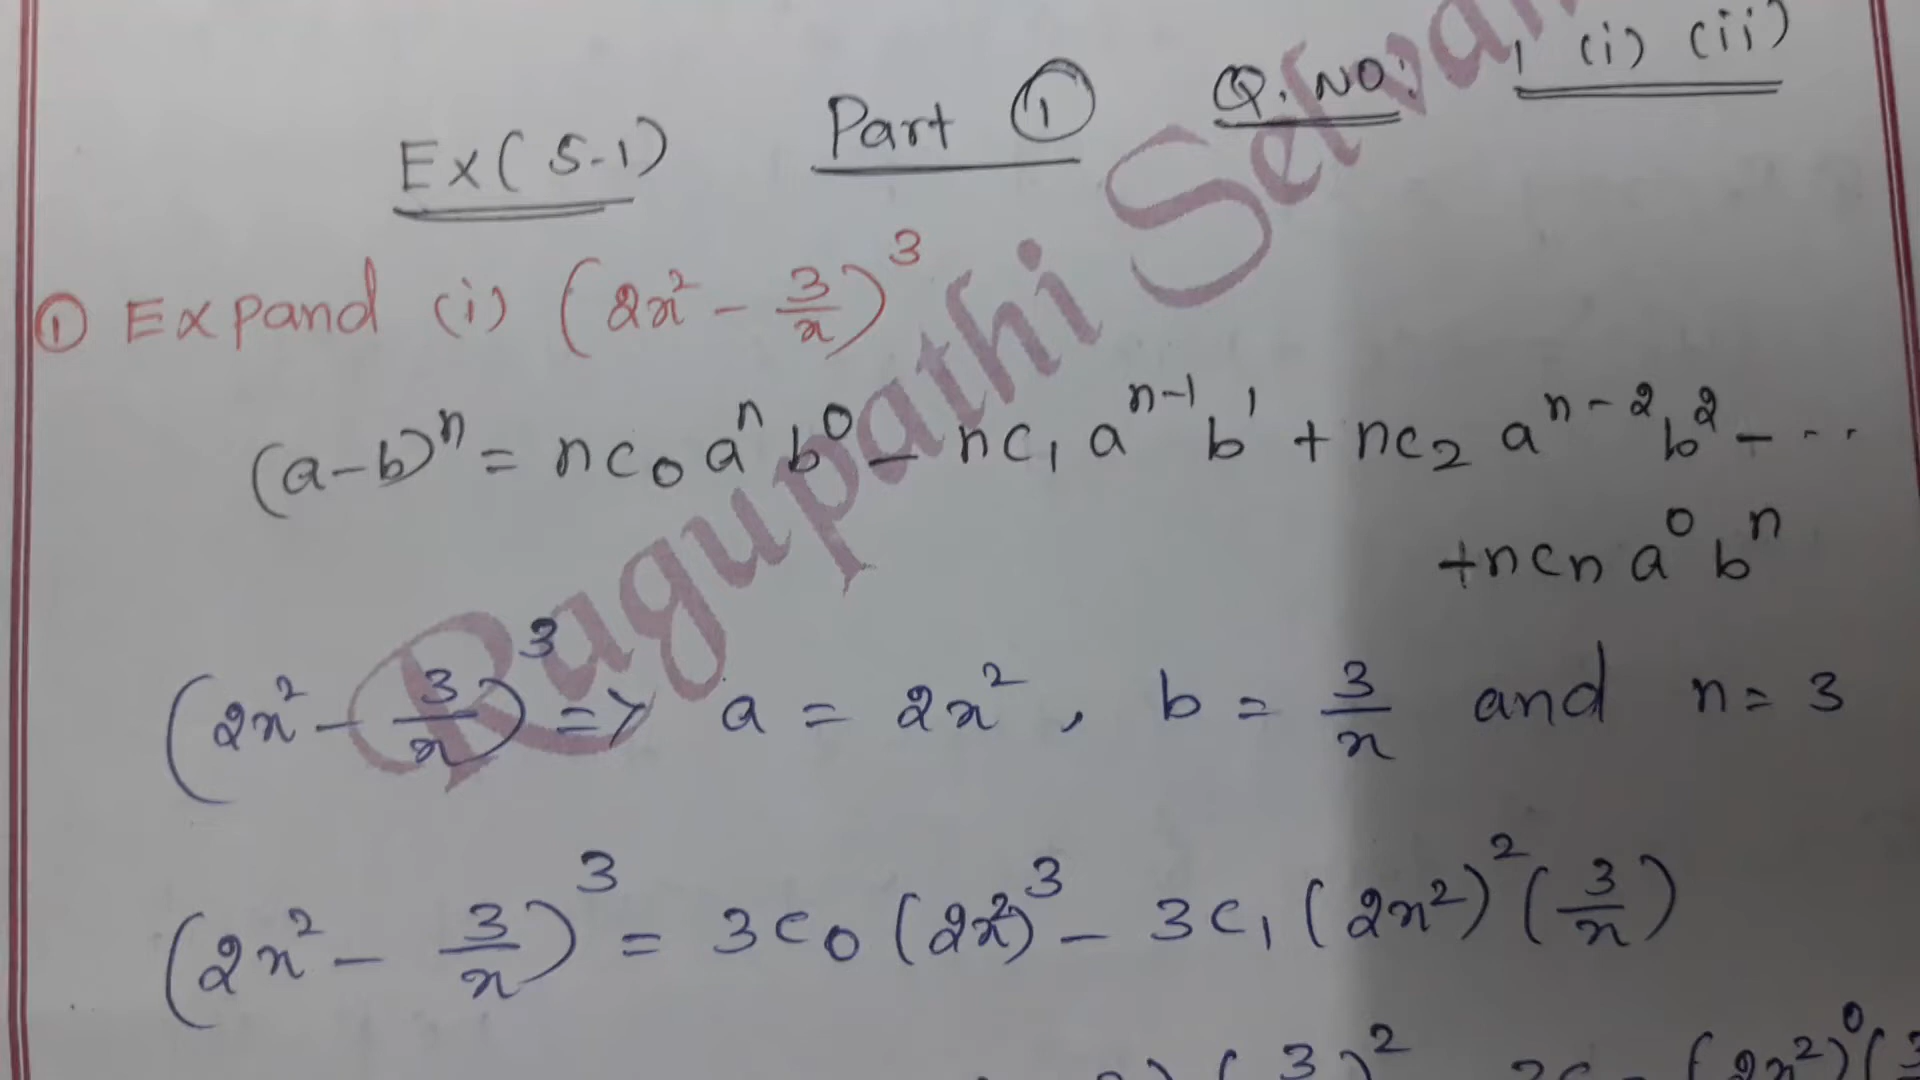 Ex(5-1) Part ① Q.No: 1 (i) (ii)
① Expand (i) (2x² - 3/x)³
(a-b)ⁿ = nc₀ aⁿ b⁰ - nc₁ aⁿ⁻¹ b¹ + nc₂ aⁿ⁻² b² - ...
+ncn a⁰ bⁿ
(2x² - 3/x)³ => a = 2x², b = 3/x and n = 3
(2x² - 3/x)³ = 3c₀ (2x²)³ - 3c₁ (2x²)² (3/x)
Ragupathi